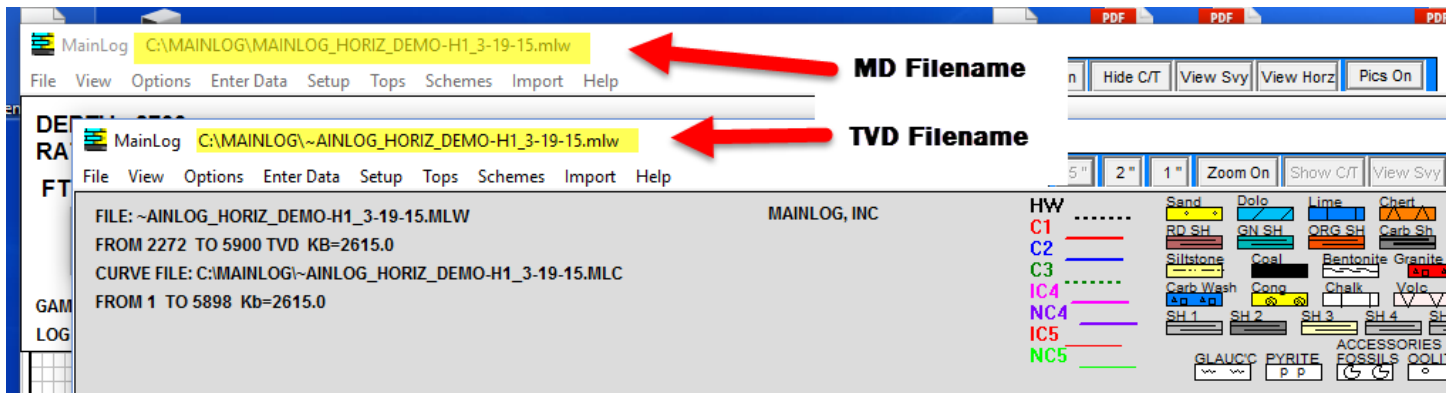 PDF PDF PDF
MainLog C:\MAINLOG\MAINLOG_HORIZ_DEMO-H1_3-19-15.mlw
MD Filename
File View Options Enter Data Setup Tops Schemes Import Help
Hide C/T View Svy View Horz Pics On
MainLog C:\MAINLOG\~AINLOG_HORIZ_DEMO-H1_3-19-15.mlw
TVD Filename
RA
File View Options Enter Data Setup Tops Schemes Import Help
2" 1" Zoom On Show C/T View Svy
FT
FILE: ~AINLOG_HORIZ_DEMO-H1_3-19-15.MLW
MAINLOG, INC
FROM 2272 TO 5900 TVD KB=2615.0
CURVE FILE: C:\MAINLOG\~AINLOG_HORIZ_DEMO-H1_3-19-15.MLC
FROM 1 TO 5898 Kb=2615.0
GAM
LOG
HW
C1
C2
C3
IC4
NC4
IC5
NC5
Sand Dolo Lime Chert
RD SH GN SH ORG SH Carb Sh
Siltstone Coal Bentonite Granite
Carb Wash Cong Chalk Volc
SH 1 SH 2 SH 3 SH 4 SH
ACCESSORIES
GLAUC'C PYRITE FOSSILS OOLI
P P